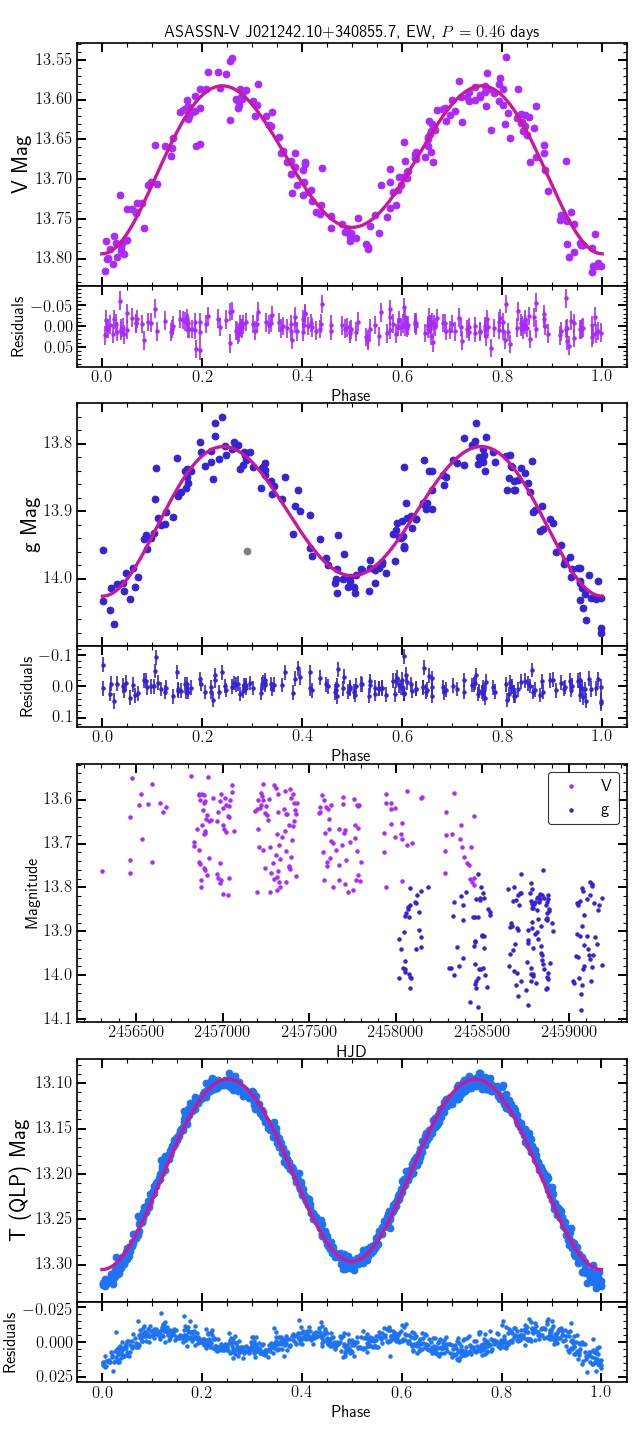 ASASSN-V J021242.10+340855.7, EW, P = 0.46 days
13.55
13.60
13.65
13.70
13.75
13.80
V Mag
−0.05
0.00
0.05
Residuals
0.0 0.2 0.4 0.6 0.8 1.0
Phase
13.8
13.9
14.0
g Mag
−0.1
0.0
0.1
Residuals
0.0 0.2 0.4 0.6 0.8 1.0
Phase
V
g
13.6
13.7
13.8
13.9
14.0
14.1
Magnitude
2456500 2457000 2457500 2458000 2458500 2459000
HJD
13.10
13.15
13.20
13.25
13.30
T (QLP) Mag
−0.025
0.000
0.025
Residuals
0.0 0.2 0.4 0.6 0.8 1.0
Phase